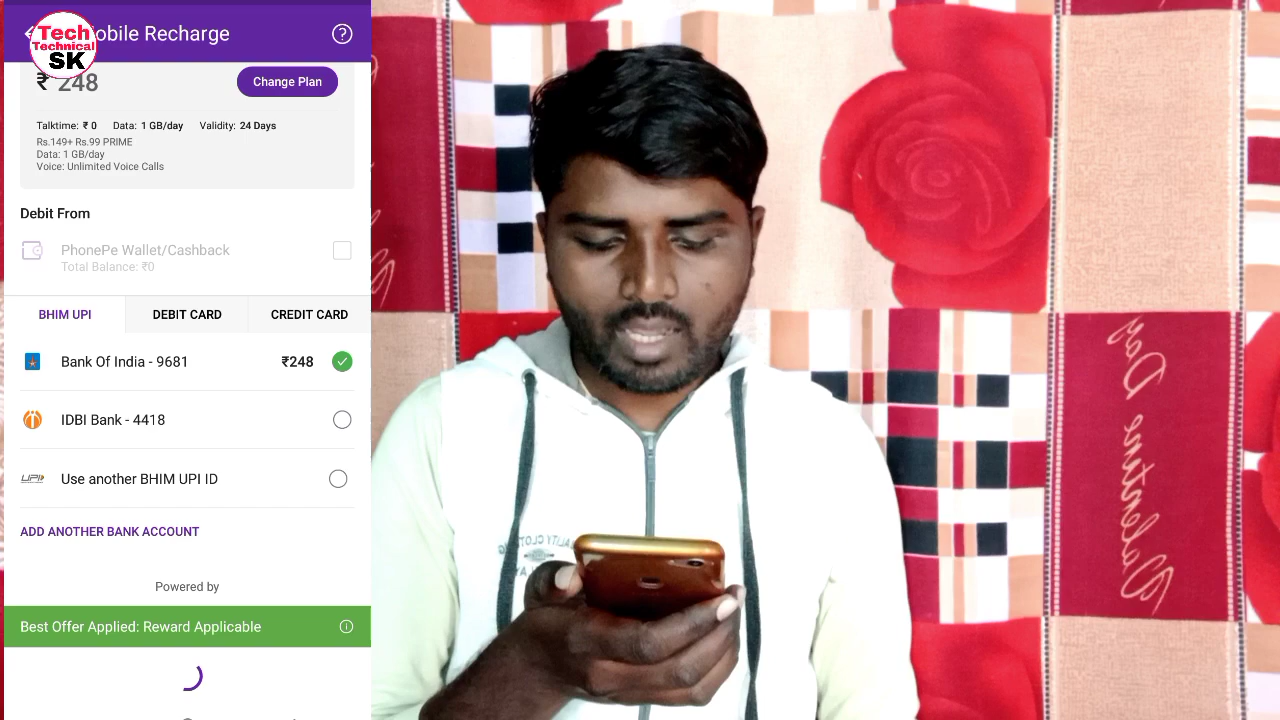 Tech
Technical
SK
obile Recharge
₹ 248
Change Plan
Talktime: ₹ 0 Data: 1 GB/day Validity: 24 Days
Rs.149+ Rs.99 PRIME
Data: 1 GB/day
Voice: Unlimited Voice Calls
Debit From
PhonePe Wallet/Cashback
Total Balance: ₹0
BHIM UPI DEBIT CARD CREDIT CARD
Bank Of India - 9681 ₹248
IDBI Bank - 4418
UPI Use another BHIM UPI ID
ADD ANOTHER BANK ACCOUNT
Powered by
Best Offer Applied: Reward Applicable
Valentine Day